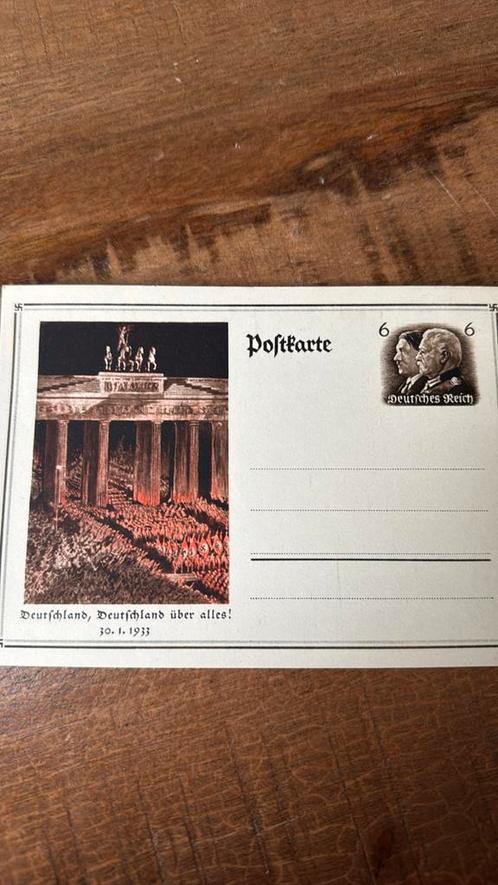 Postkarte
6 6
Deutsches Reich
Deutschland, Deutschland über alles!
30. 1. 1933